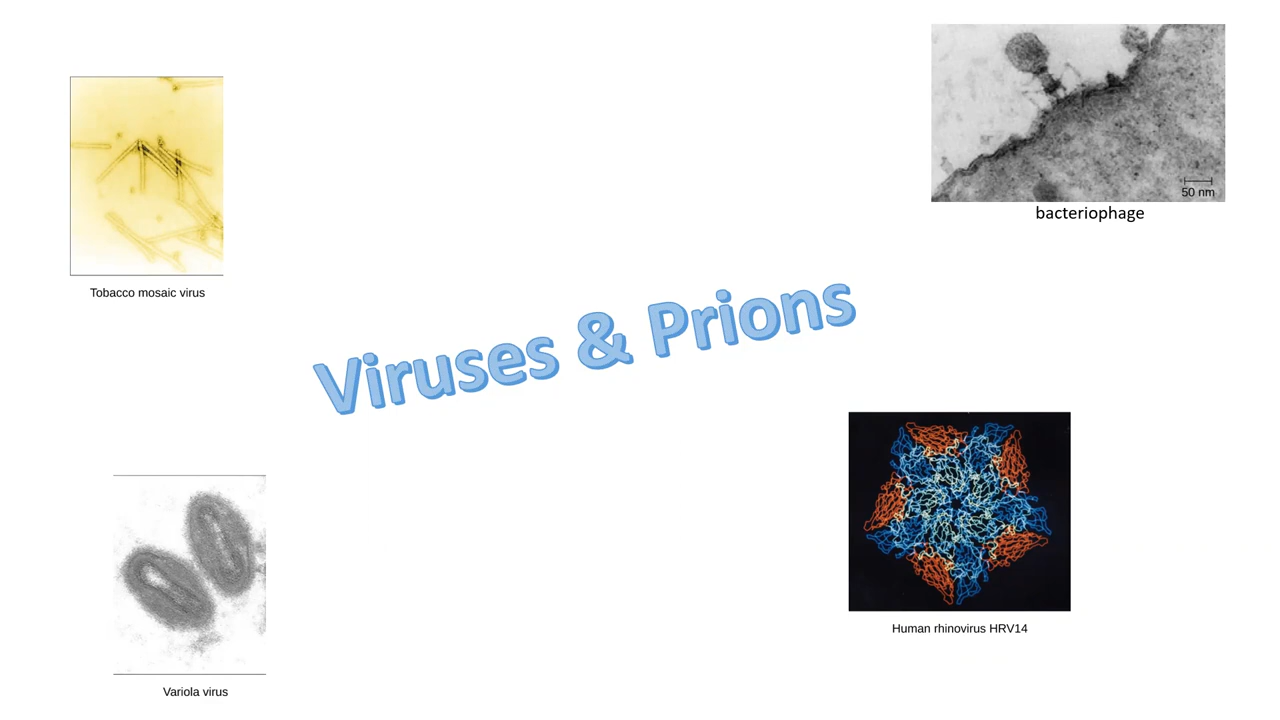 50 nm
bacteriophage
Tobacco mosaic virus
Viruses & Prions
Human rhinovirus HRV14
Variola virus